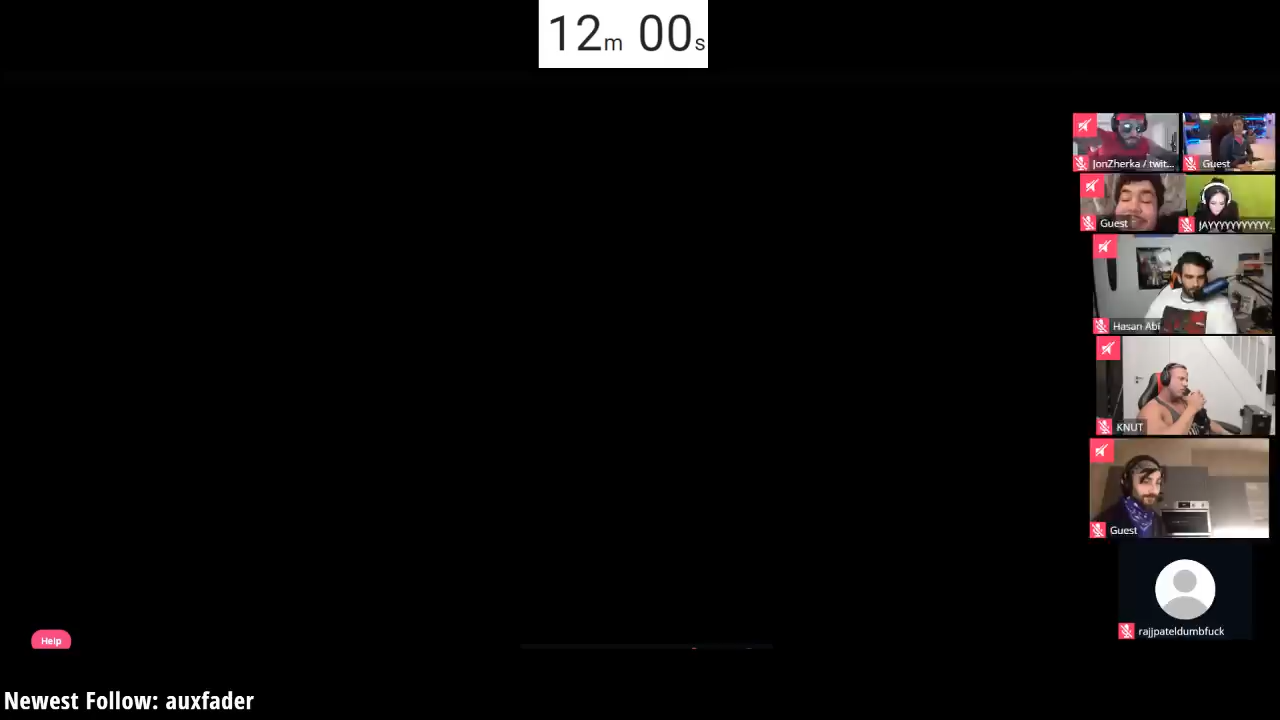 12m 00s
JonZherka / twit...
Guest
Guest
JAYYYYYYYYYY...
Hasan Abi
KNUT
Guest
rajjpateldumbfuck
Help
Newest Follow: auxfader